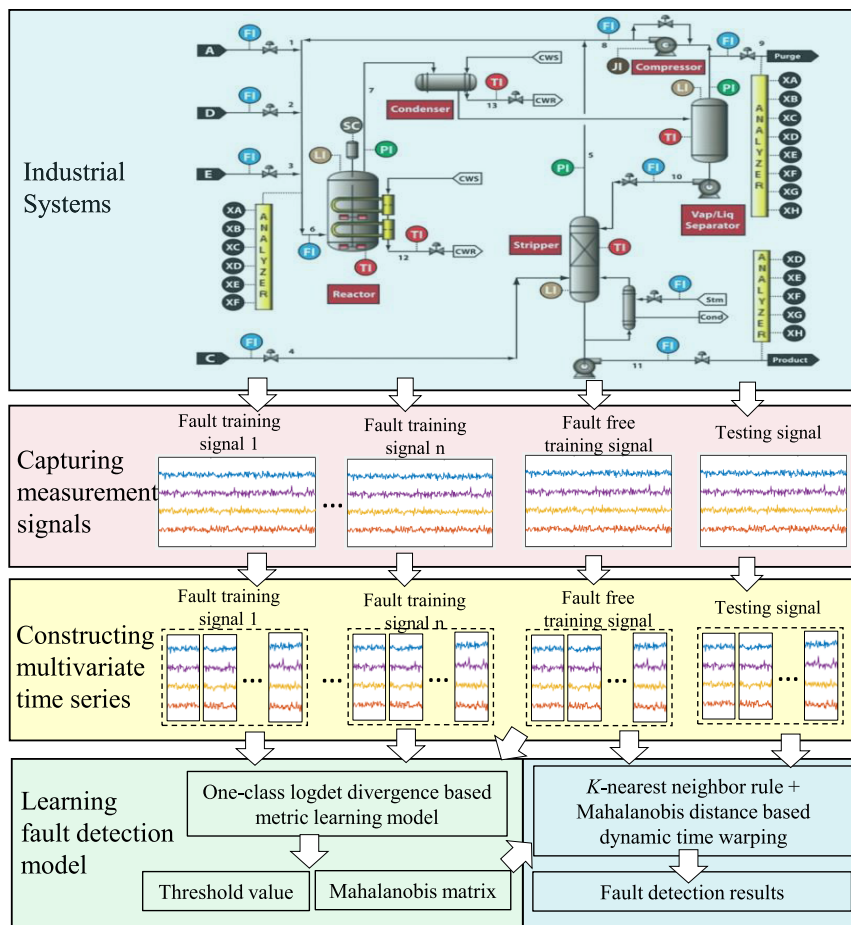 Industrial
Systems
A
FI
1
D
FI
2
E
FI
3
XA
XB
XC
XD
XE
XF
ANALYZER
6
FI
C
FI
4
LI
SC
PI
7
TI
Reactor
CWS
TI
12
CWR
Condenser
CWS
TI
13
CWR
FI
8
JI
Compressor
FI
9
Purge
LI
PI
TI
Vap/Liq
Separator
FI
10
PI
5
Stripper
TI
LI
FI
Stm
Cond
FI
11
Product
ANALYZER
XA
XB
XC
XD
XE
XF
XG
XH
ANALYZER
XD
XE
XF
XG
XH
Capturing
measurement
signals
Fault training
signal 1
...
Fault training
signal n
Fault free
training signal
Testing signal
Constructing
multivariate
time series
Fault training
signal 1
...
...
Fault training
signal n
...
Fault free
training signal
...
Testing signal
...
Learning
fault detection
model
One-class logdet divergence based
metric learning model
Threshold value
Mahalanobis matrix
K-nearest neighbor rule +
Mahalanobis distance based
dynamic time warping
Fault detection results